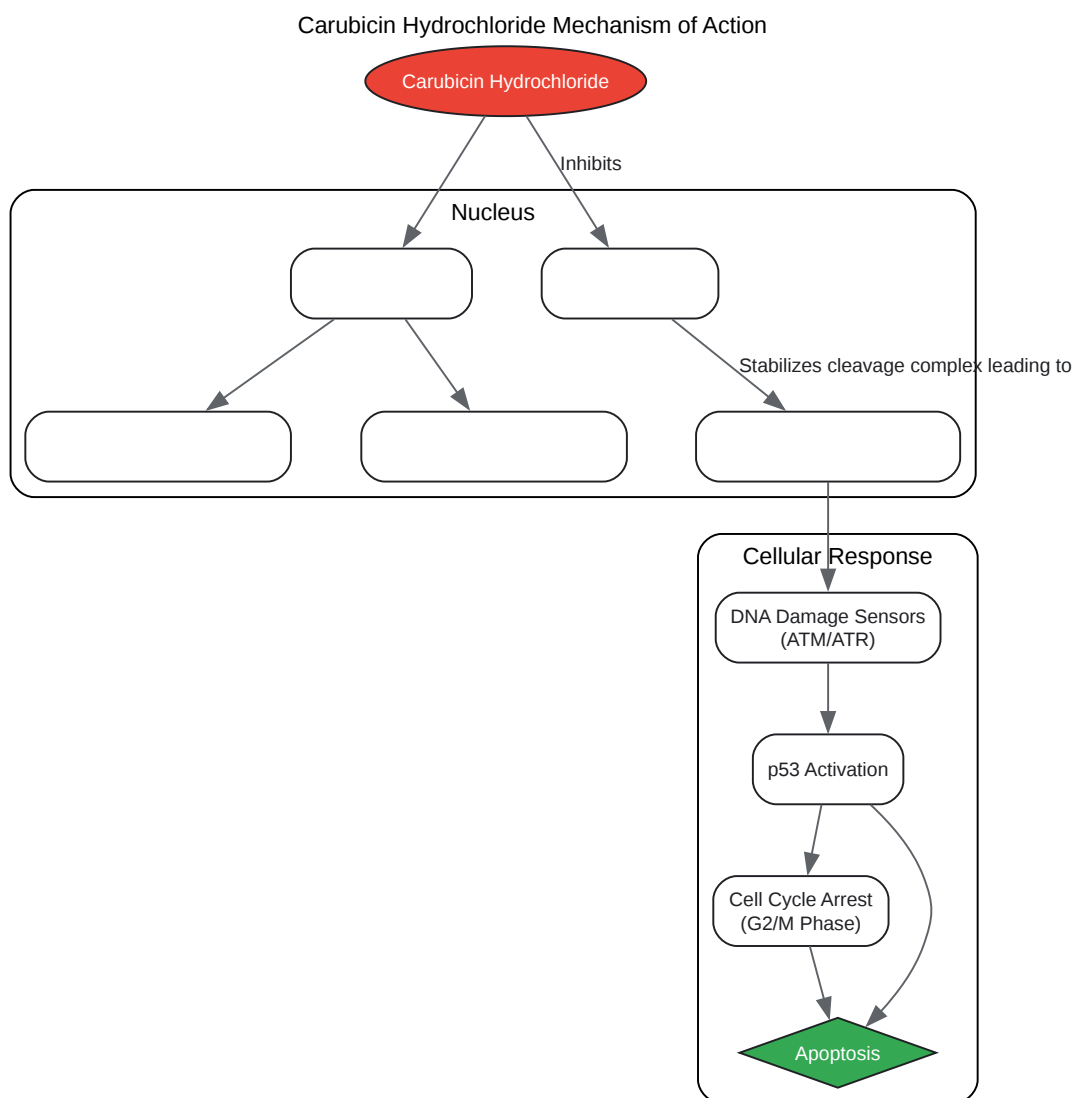 Carubicin Hydrochloride Mechanism of Action
Carubicin Hydrochloride
Inhibits
Nucleus
Stabilizes cleavage complex leading to
Cellular Response
DNA Damage Sensors
(ATM/ATR)
p53 Activation
Cell Cycle Arrest
(G2/M Phase)
Apoptosis